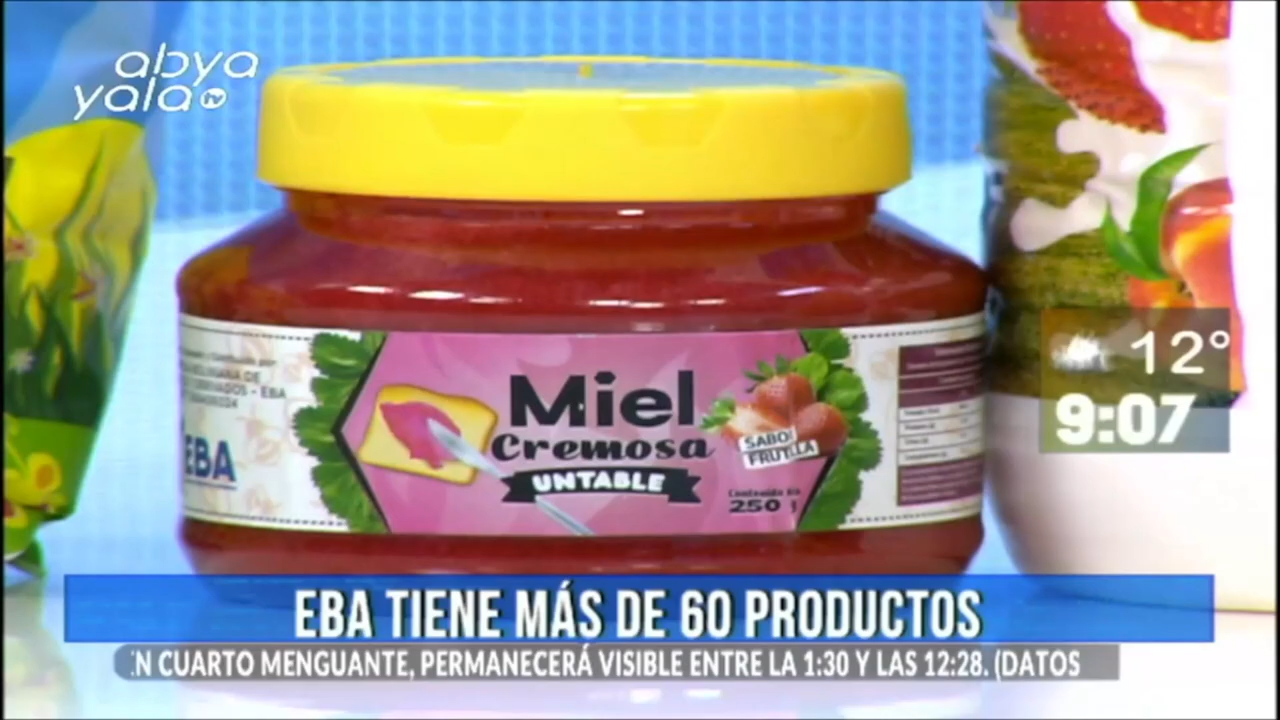 abya
yala tv
Miel
Cremosa
UNTABLE
SABOR
FRUTILLA
250
EBA
12°
9:07
EBA TIENE MÁS DE 60 PRODUCTOS
N CUARTO MENGUANTE, PERMANECERÁ VISIBLE ENTRE LA 1:30 Y LAS 12:28. (DATOS